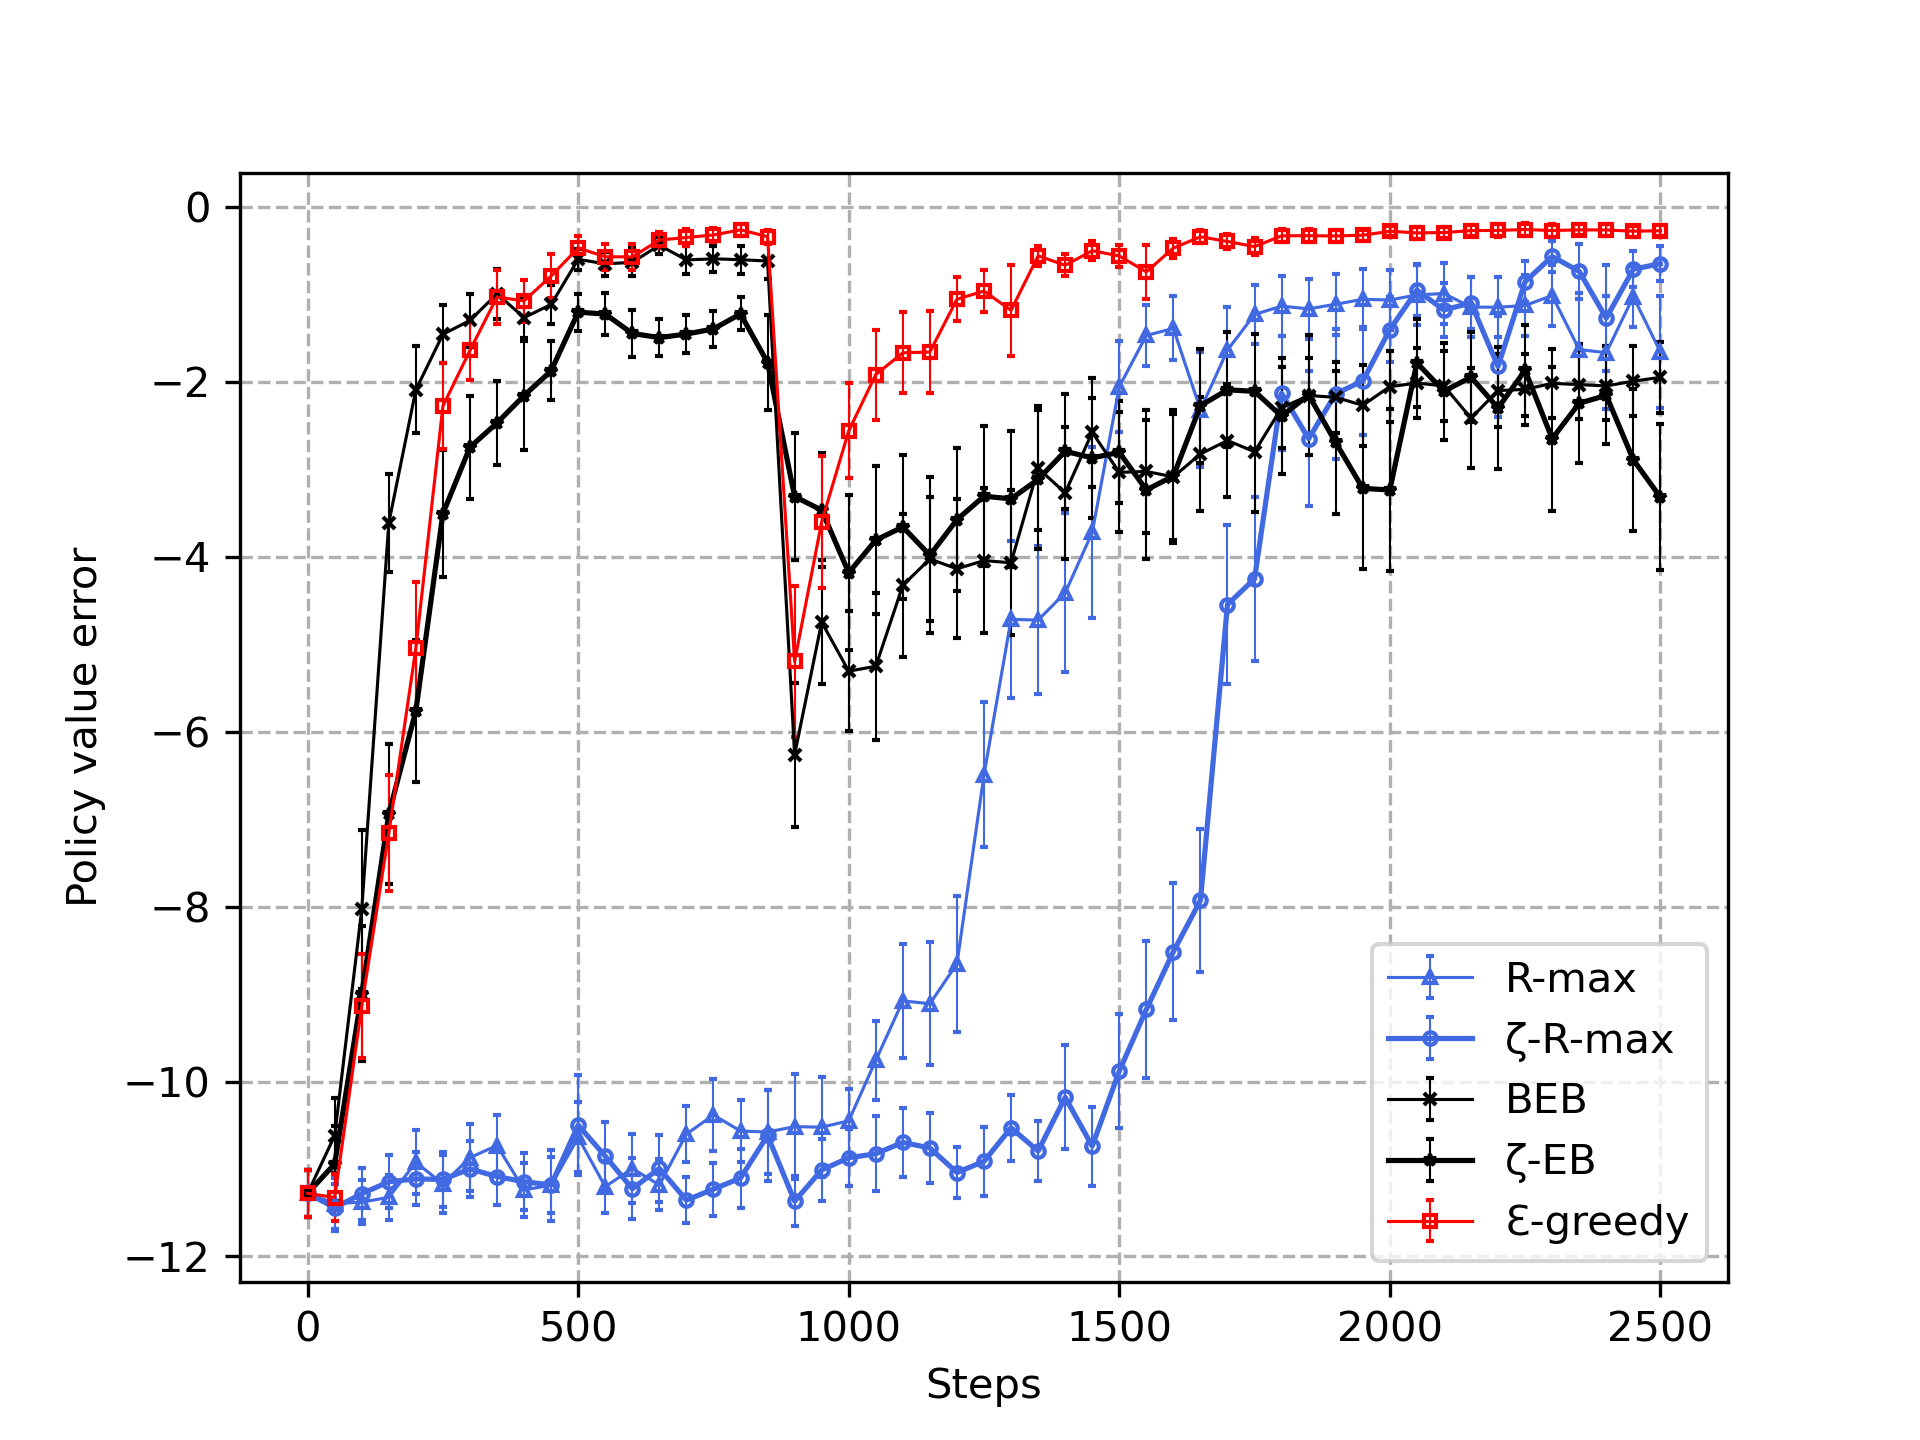 0
−2
−4
−6
−8
−10
−12
Policy value error
0 500 1000 1500 2000 2500
Steps
R-max
ζ-R-max
BEB
ζ-EB
Ɛ-greedy